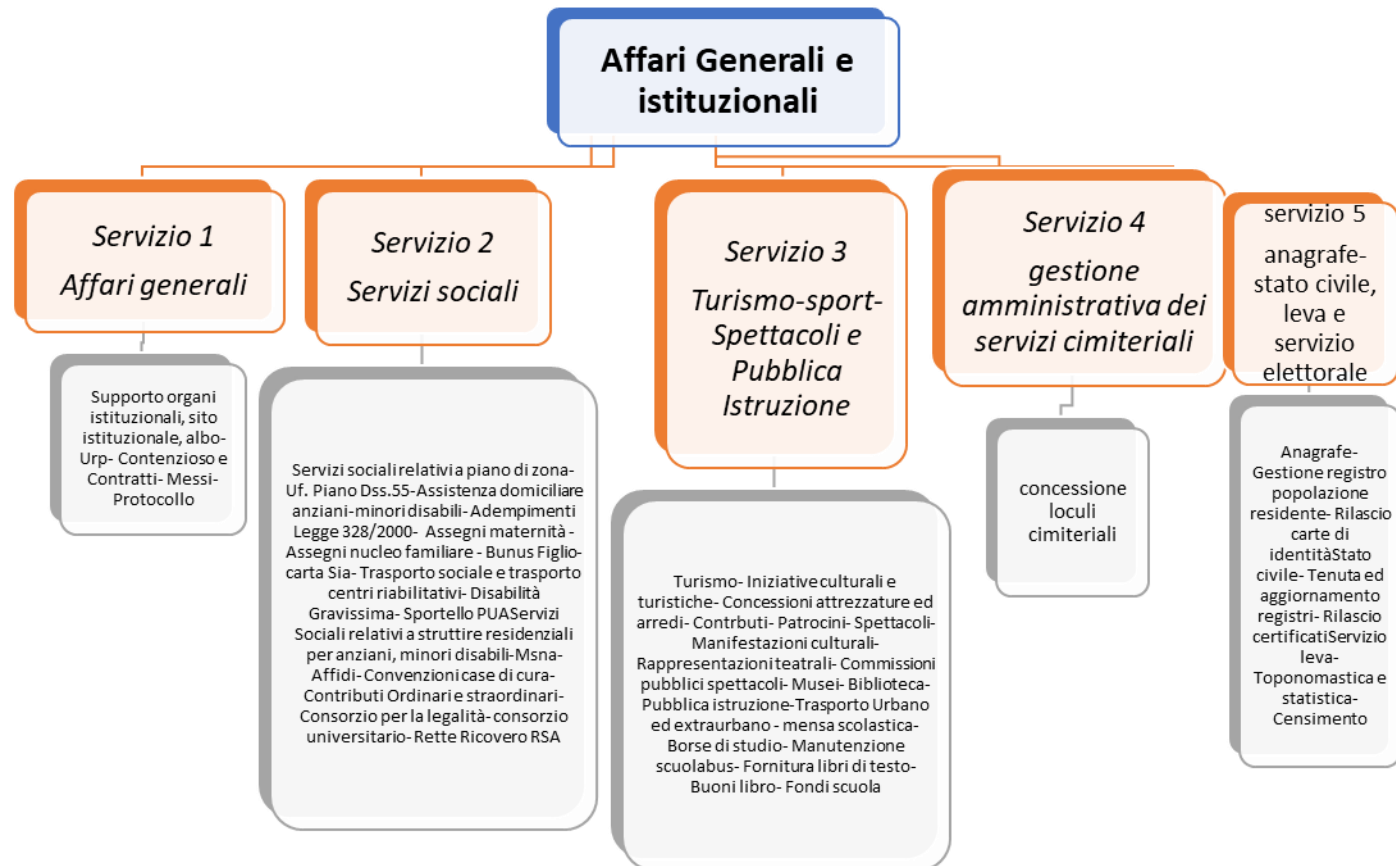 Affari Generali e
istituzionali
Servizio 1
Affari generali
Supporto organi
istituzionali, sito
istituzionale, albo-
Urp- Contenzioso e
Contratti- Messi-
Protocollo
Servizio 2
Servizi sociali
Servizi sociali relativi a piano di zona-
Uf. Piano Dss.55-Assistenza domiciliare
anziani-minori disabili- Adempimenti
Legge 328/2000- Assegni maternità -
Assegni nucleo familiare - Bunus Figlio-
carta Sia- Trasporto sociale e trasporto
centri riabilitativi- Disabilità
Gravissima- Sportello PUAServizi
Sociali relativi a struttire residenziali
per anziani, minori disabili-Msna-
Affidi- Convenzioni case di cura-
Contributi Ordinari e straordinari-
Consorzio per la legalità- consorzio
universitario- Rette Ricovero RSA
Servizio 3
Turismo-sport-
Spettacoli e
Pubblica
Istruzione
Turismo- Iniziative culturali e
turistiche- Concessioni attrezzature ed
arredi- Contrbuti- Patrocini- Spettacoli-
Manifestazioni culturali-
Rappresentazioni teatrali- Commissioni
pubblici spettacoli- Musei- Biblioteca-
Pubblica istruzione-Trasporto Urbano
ed extraurbano - mensa scolastica-
Borse di studio- Manutenzione
scuolabus- Fornitura libri di testo-
Buoni libro- Fondi scuola
Servizio 4
gestione
amministrativa dei
servizi cimiteriali
concessione
loculi
cimiteriali
servizio 5
anagrafe-
stato civile,
leva e
servizio
elettorale
Anagrafe-
Gestione registro
popolazione
residente- Rilascio
carte di
identitàStato
civile- Tenuta ed
aggiornamento
registri- Rilascio
certificatiServizio
leva-
Toponomastica e
statistica-
Censimento